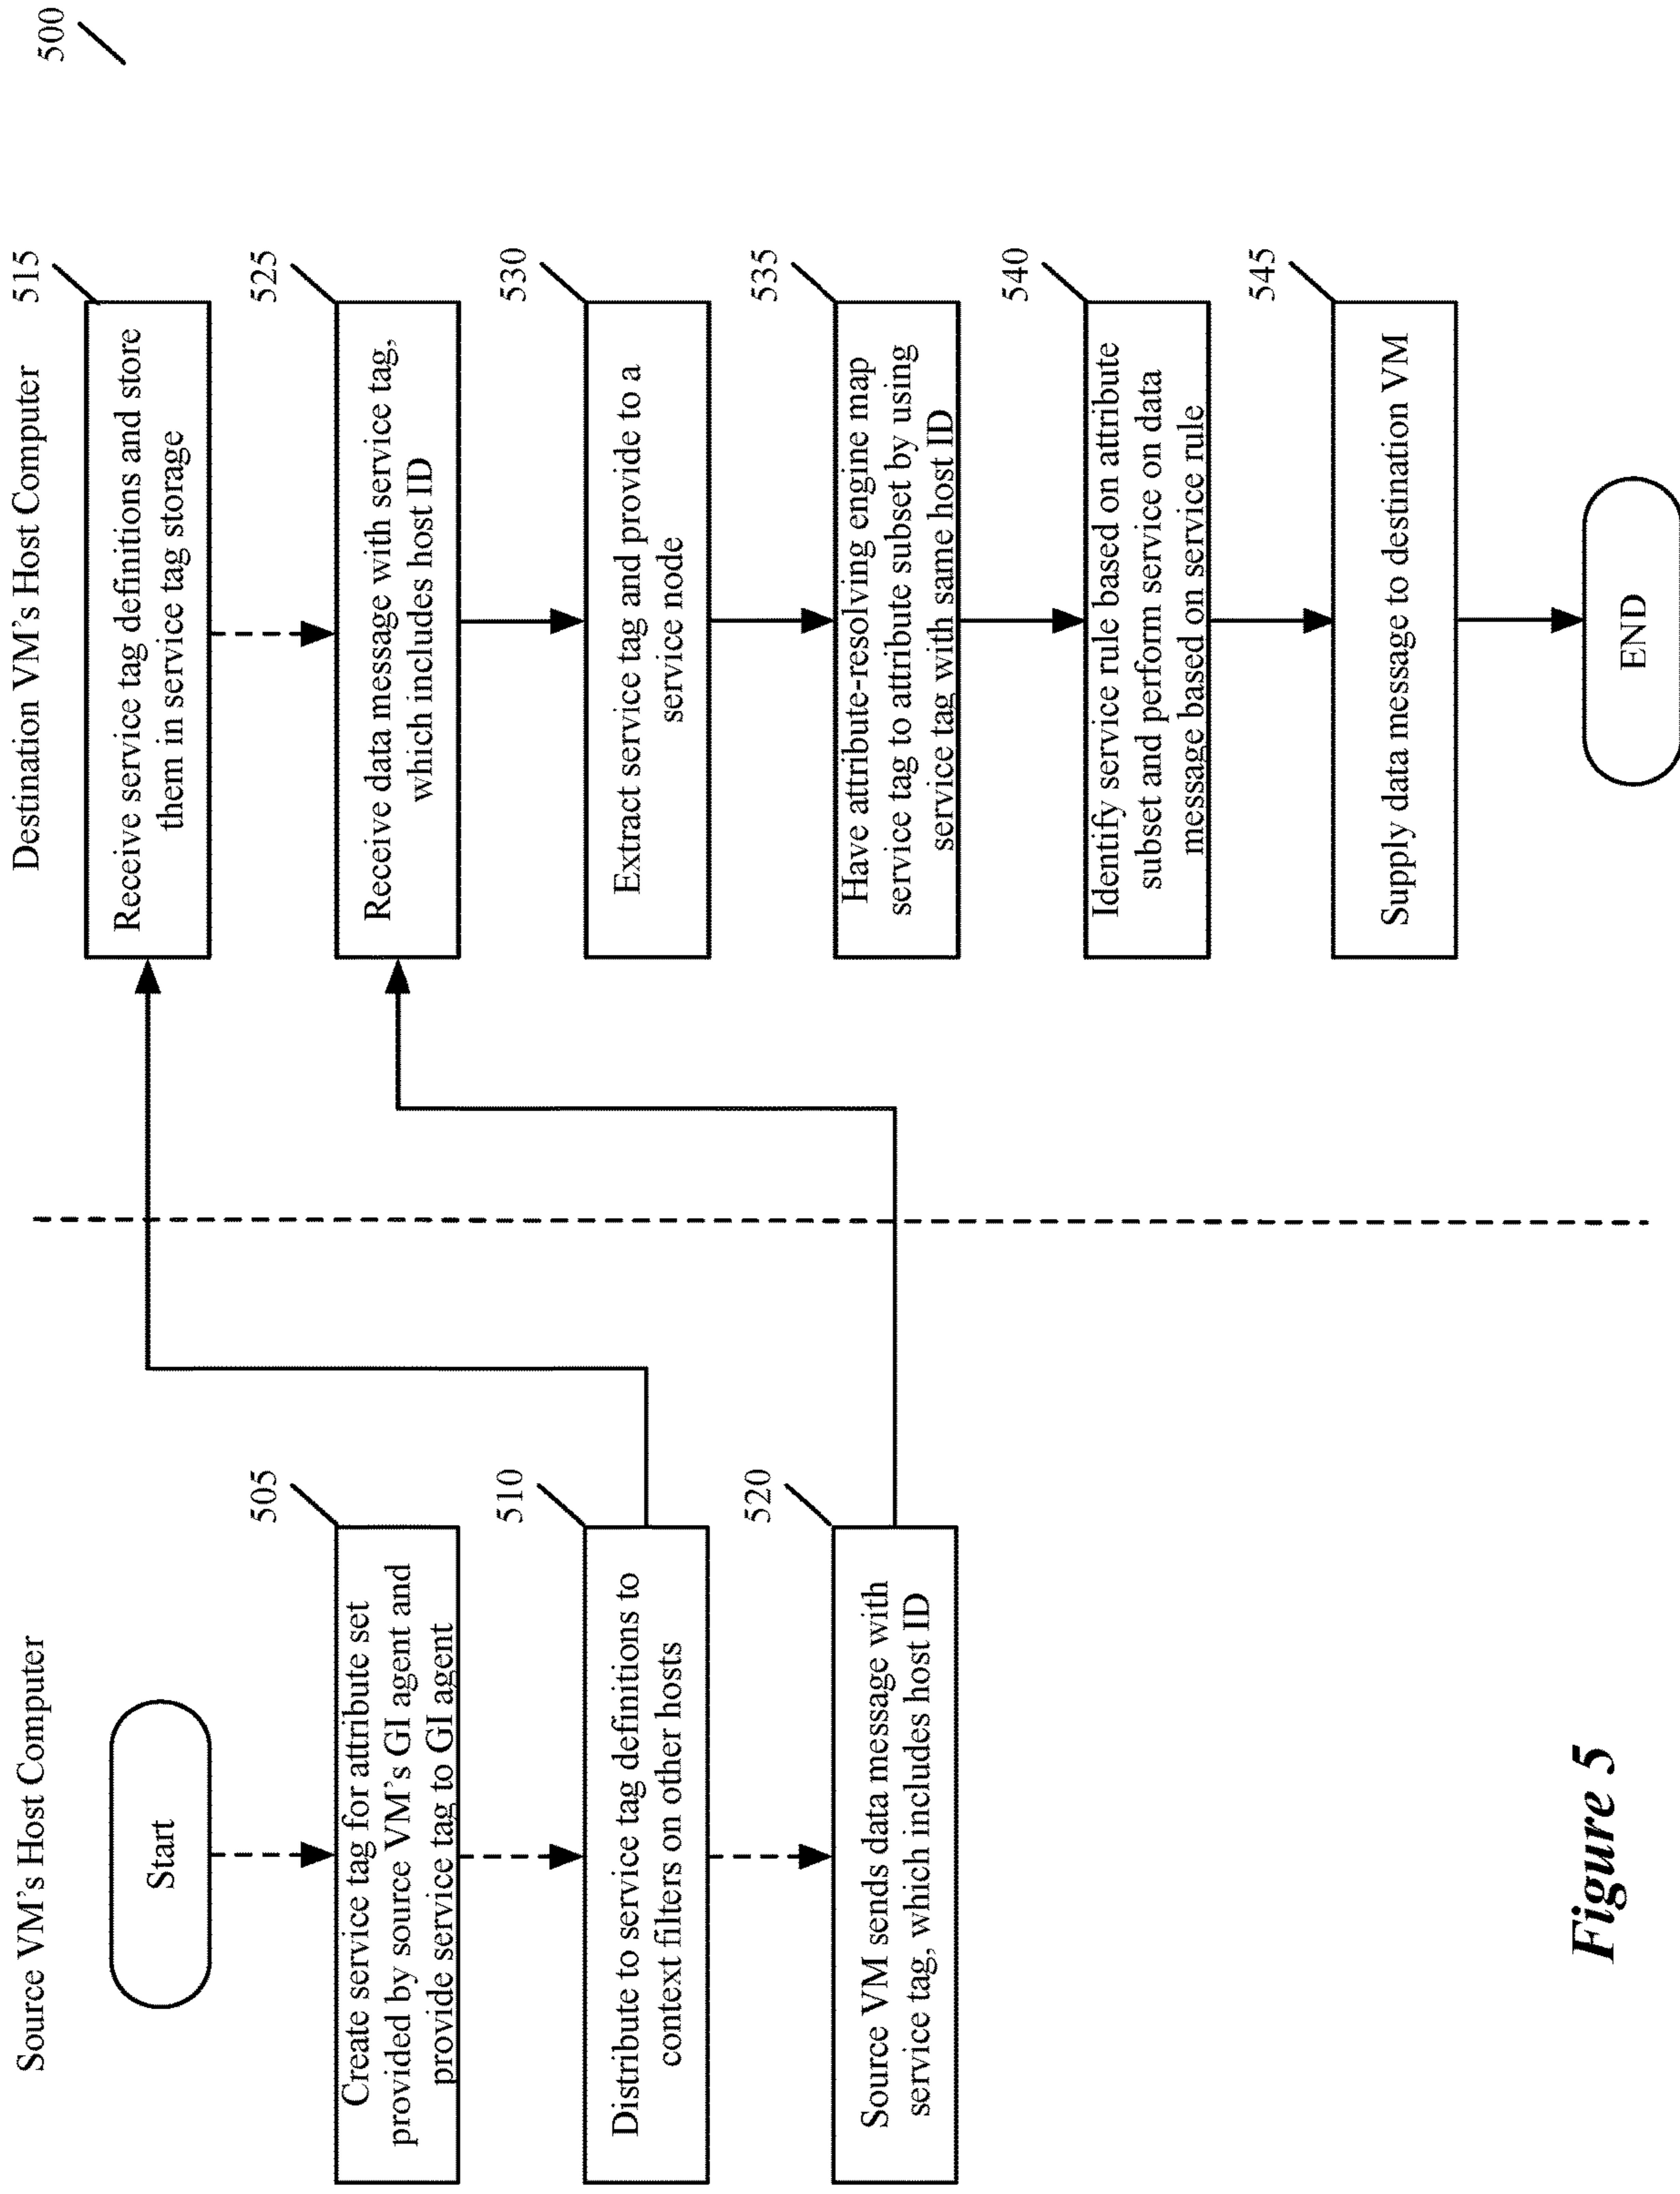 500
Source VM's Host Computer
Start
505
Create service tag for attribute set
provided by source VM's GI agent and
provide service tag to GI agent
510
Distribute to service tag definitions to
context filters on other hosts
520
Source VM sends data message with
service tag, which includes host ID
Destination VM's Host Computer
515
Receive service tag definitions and store
them in service tag storage
525
Receive data message with service tag,
which includes host ID
530
Extract service tag and provide to a
service node
535
Have attribute-resolving engine map
service tag to attribute subset by using
service tag with same host ID
540
Identify service rule based on attribute
subset and perform service on data
message based on service rule
545
Supply data message to destination VM
END
Figure 5